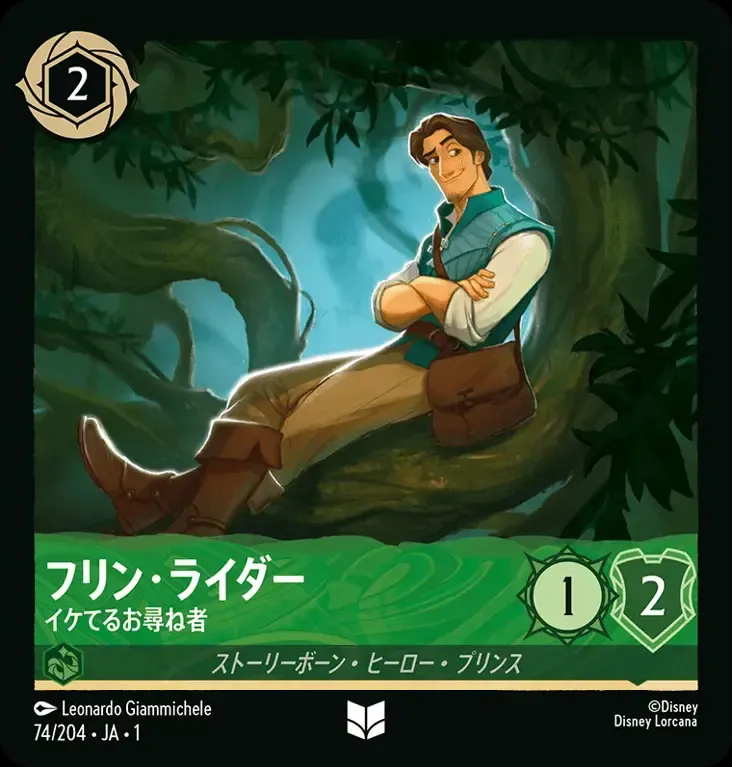 2
フリン・ライダー
イケてるお尋ね者
1
2
ストーリーボーン・ヒーロー・プリンス
Leonardo Giammichele
74/204・JA・1
©Disney
Disney Lorcana